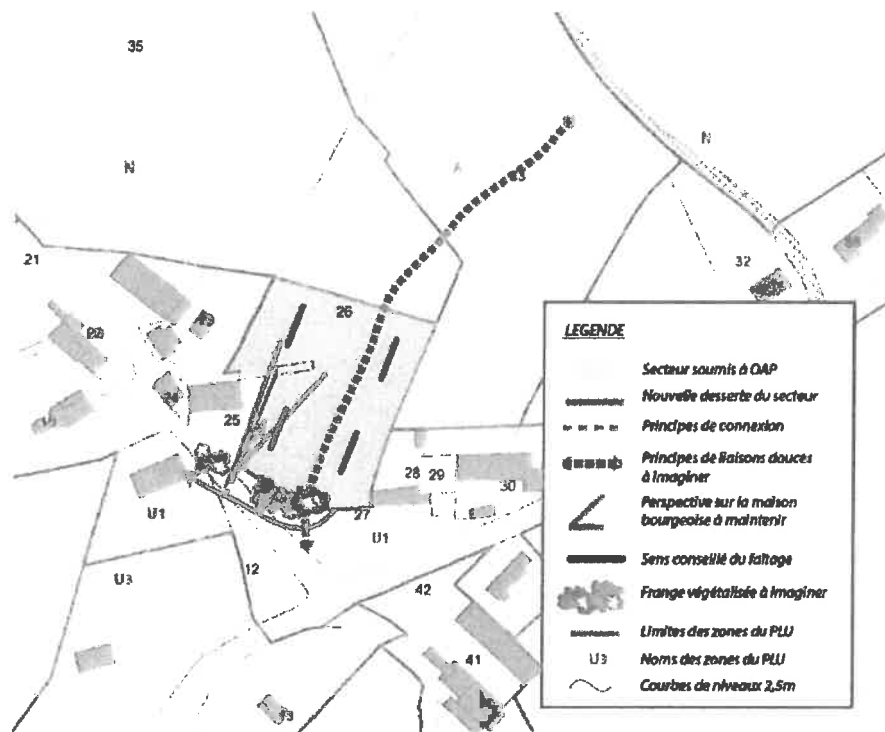 35
N
N
21
26
32
25
28
29
30
27
U1
U1
U3
12
42
41
LEGENDE
Secteur soumis à OAP
Nouvelle desserte du secteur
Principes de connexion
Principes de liaisons douces
à imaginer
Perspective sur la maison
bourgeoise à maintenir
Sens conseillé du faîtage
Frange végétalisée à imaginer
Limites des zones du PLU
U3
Noms des zones du PLU
Courbes de niveaux 2,5m